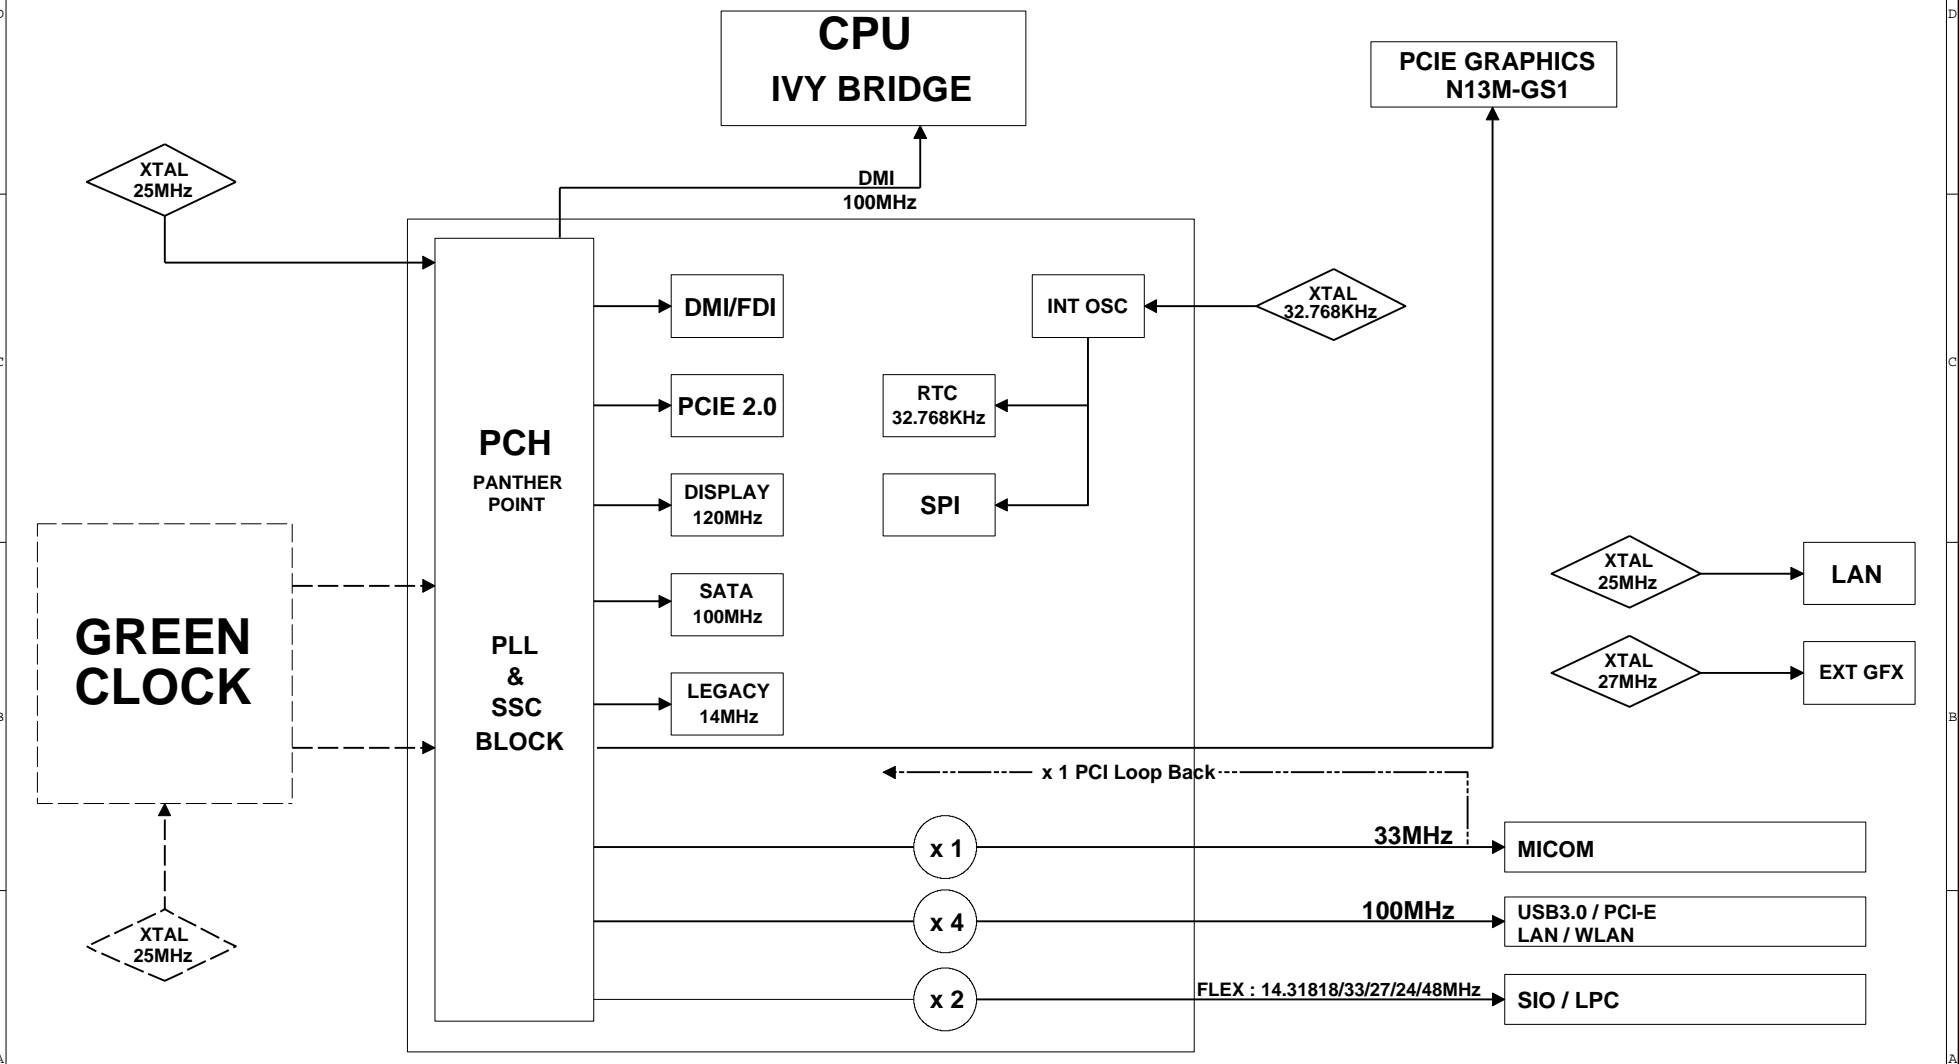 D
D
CPU
IVY BRIDGE
PCIE GRAPHICS
N13M-GS1
XTAL
25MHz
DMI
100MHz
DMI/FDI
INT OSC
XTAL
32.768KHz
C
C
PCIE 2.0
RTC
32.768KHz
PCH
PANTHER
POINT
DISPLAY
120MHz
SPI
XTAL
25MHz
LAN
GREEN
CLOCK
SATA
100MHz
PLL
&
SSC
BLOCK
XTAL
27MHz
EXT GFX
LEGACY
14MHz
B
B
x 1 PCI Loop Back
x 1
33MHz
MICOM
x 4
100MHz
USB3.0 / PCI-E
LAN / WLAN
XTAL
25MHz
x 2
FLEX : 14.31818/33/27/24/48MHz
SIO / LPC
A
A